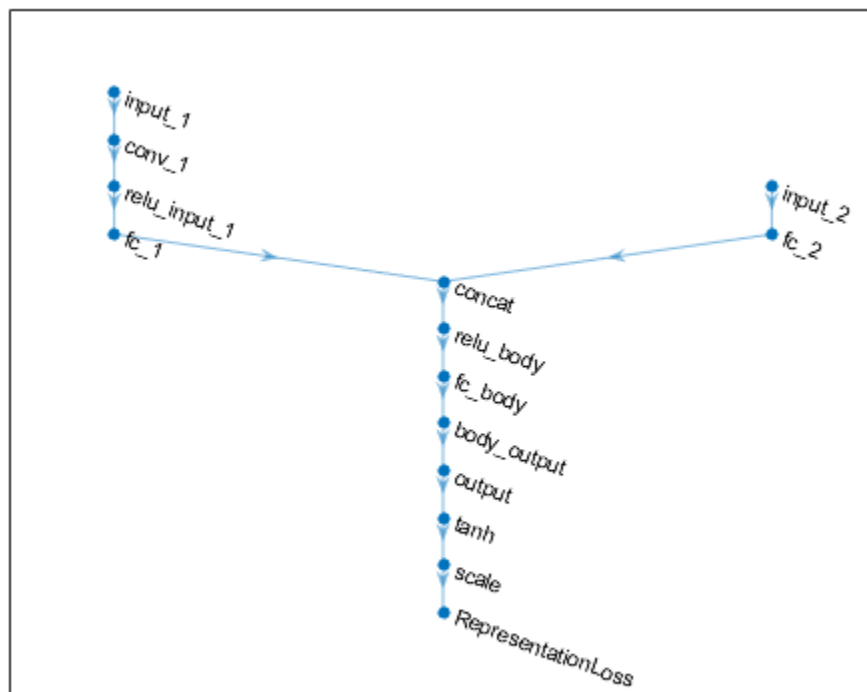 input_1
conv_1
relu_input_1
fc_1
input_2
fc_2
concat
relu_body
fc_body
body_output
output
tanh
scale
RepresentationLoss